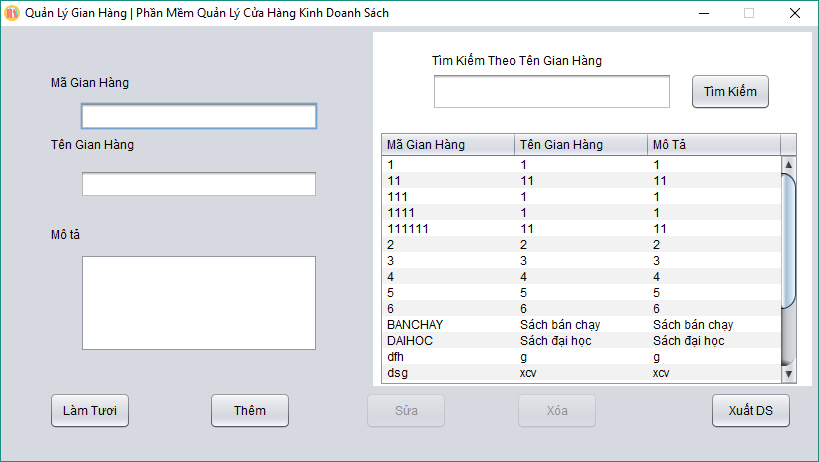 Quản Lý Gian Hàng | Phần Mềm Quản Lý Cửa Hàng Kinh Doanh Sách
Mã Gian Hàng
Tên Gian Hàng
Mô tả
Tìm Kiếm Theo Tên Gian Hàng
Tìm Kiếm
Mã Gian Hàng Tên Gian Hàng Mô Tả
1 1 1
11 11 11
111 1 1
1111 1 1
111111 11 11
2 2 2
3 3 3
4 4 4
5 5 5
6 6 6
BANCHAY Sách bán chạy Sách bán chạy
DAIHOC Sách đại học Sách đại học
dfh g g
dsg xcv xcv
Làm Tươi Thêm Sửa Xóa Xuất DS